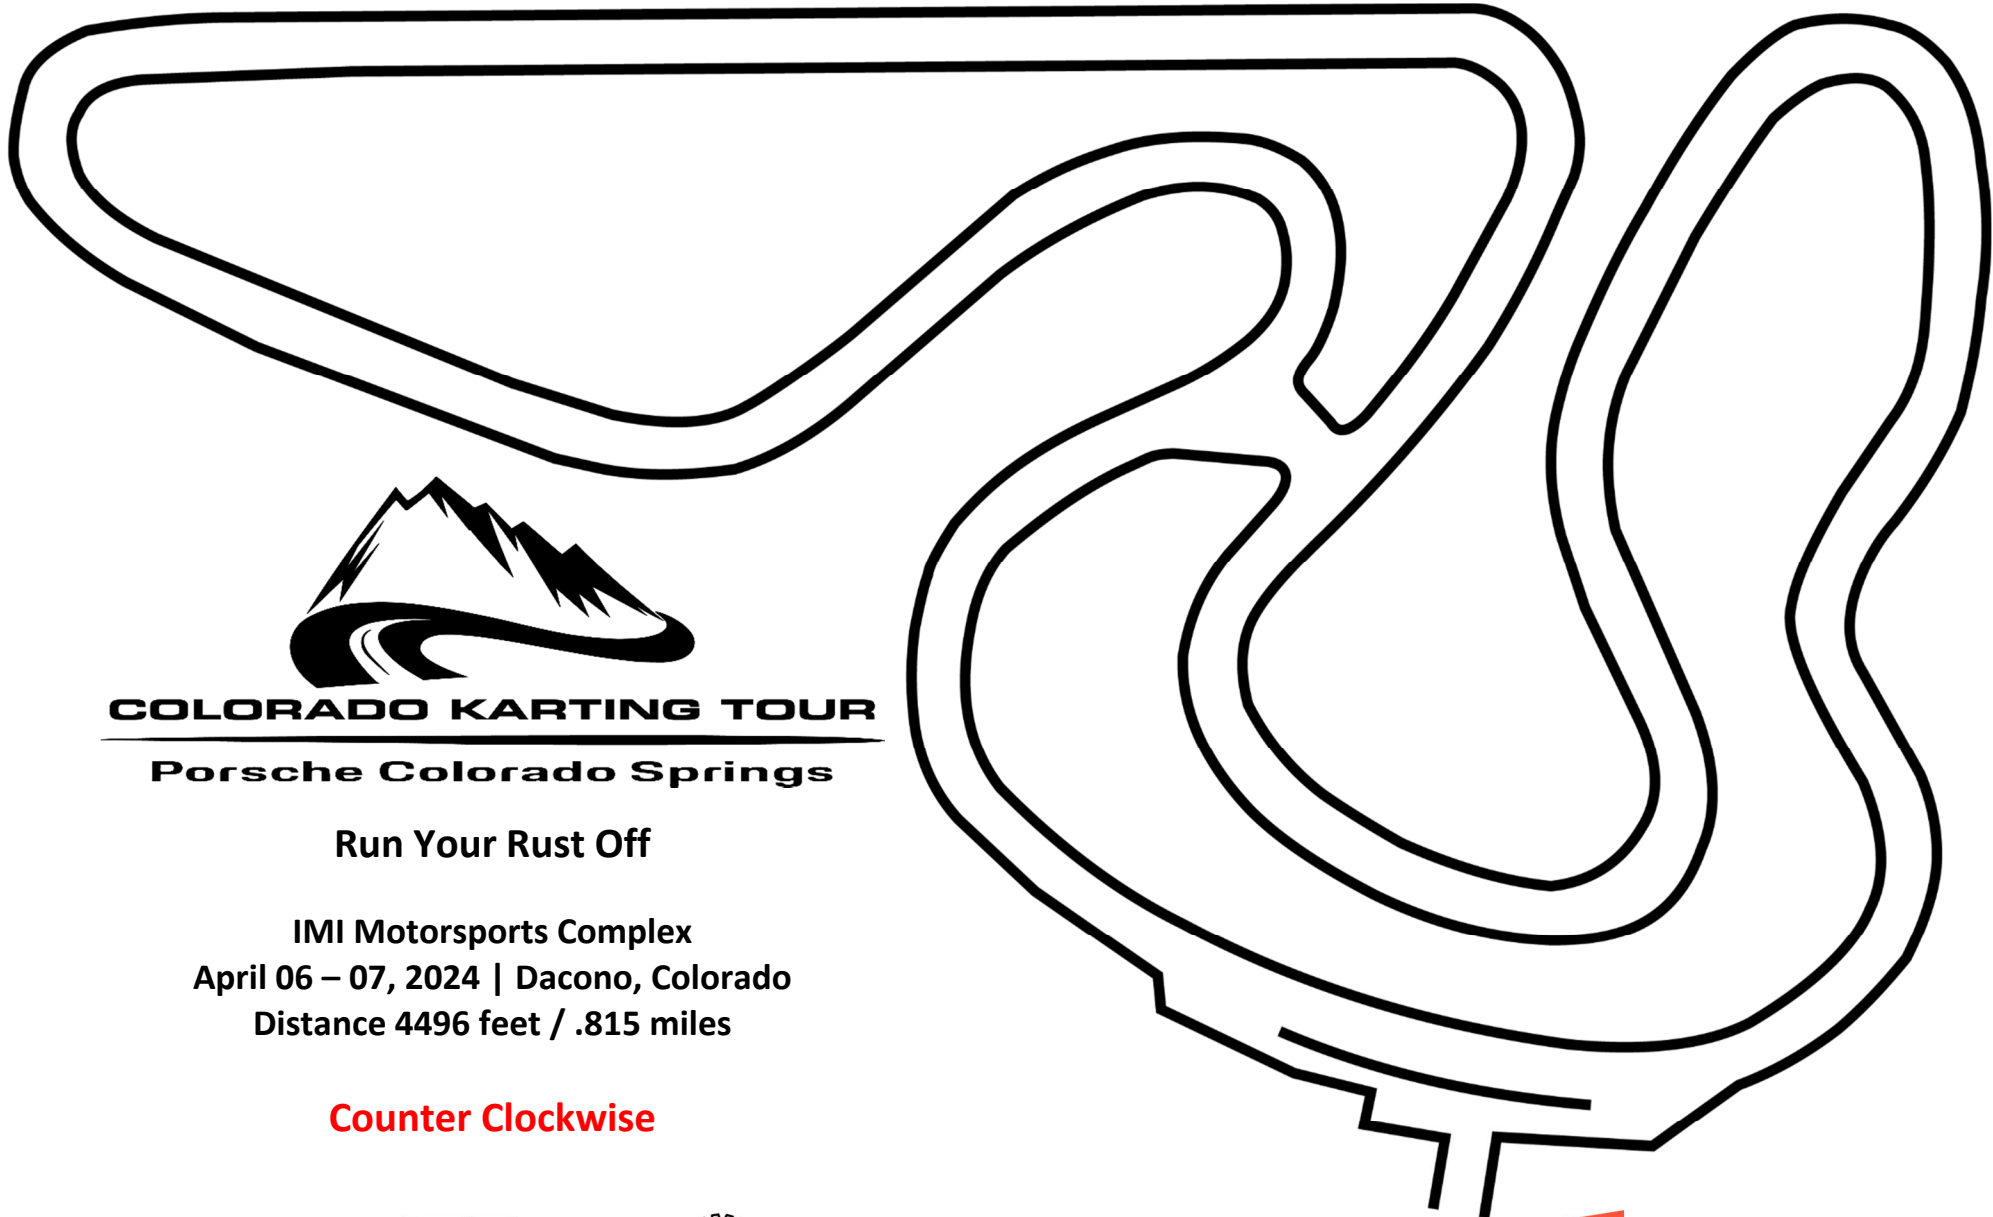 COLORADO KARTING TOUR
Porsche Colorado Springs
Run Your Rust Off
IMI Motorsports Complex
April 06 – 07, 2024 | Dacono, Colorado
Distance 4496 feet / .815 miles
Counter Clockwise